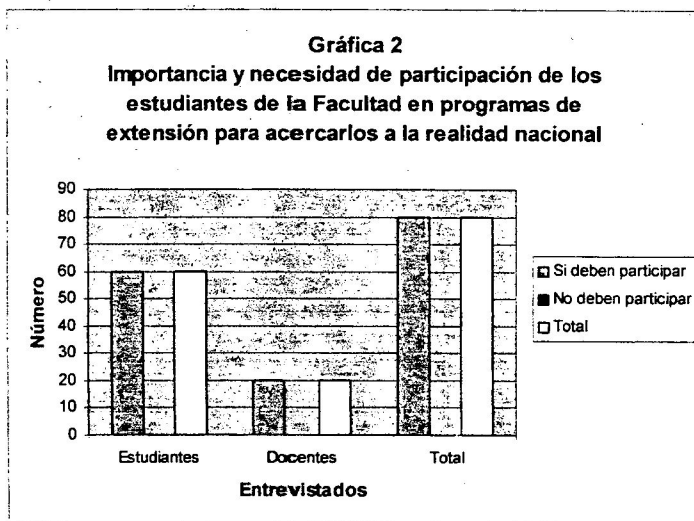 Gráfica 2
Importancia y necesidad de participación de los
estudiantes de la Facultad en programas de
extensión para acercarlos a la realidad nacional
Número
90
80
70
60
50
40
30
20
10
0
Estudiantes
Docentes
Total
Entrevistados
Si deben participar
No deben participar
Total